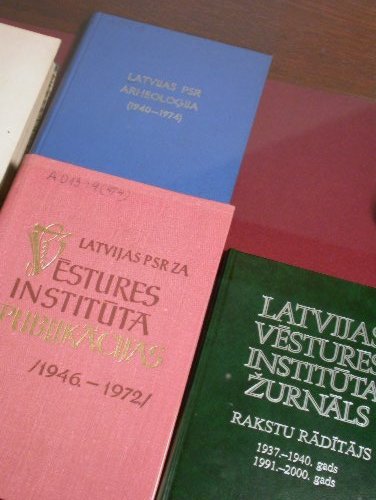 LATVIJAS PSR
ARHEOLOĢIJA
(1940—1974)
LATVIJAS PSR ZA
VĒSTURES
INSTITŪTA
PUBLIKĀCIJAS
/1946.—1972/
LATVIJAS
VĒSTURES
INSTITŪTA
ŽURNĀLS
RAKSTU RĀDĪTĀJS
1937.—1940. gads
1991.—2000. gads